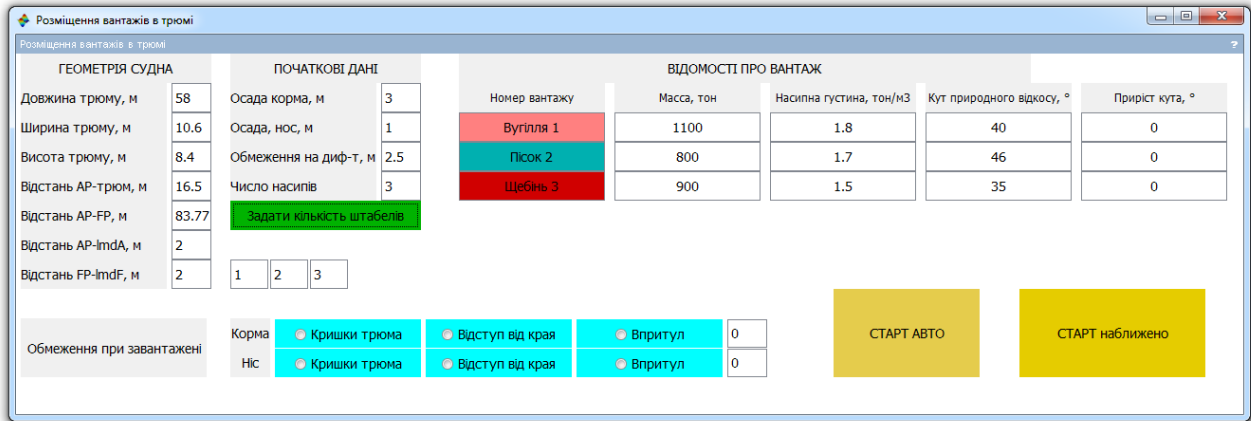 Розміщення вантажів в трюмі
Розміщення вантажів в трюмі ?
ГЕОМЕТРІЯ СУДНА ПОЧАТКОВІ ДАНІ ВІДОМОСТІ ПРО ВАНТАЖ
Довжина трюму, м 58 Осада корма, м 3 Номер вантажу Масса, тон Насипна густина, тон/м3 Кут природного відкосу, ° Приріст кута, °
Ширина трюму, м 10.6 Осада, нос, м 1 Вугілля 1 1100 1.8 40 0
Висота трюму, м 8.4 Обмеження на диф-т, м 2.5 Пісок 2 800 1.7 46 0
Відстань AP-трюм, м 16.5 Число насипів 3 Щебінь 3 900 1.5 35 0
Відстань AP-FP, м 83.77 Задати кількість штабелів
Відстань AP-lmdA, м 2
Відстань FP-lmdF, м 2 1 2 3
Обмеження при завантажені Корма Кришки трюма Відступ від края Впритул 0 СТАРТ АВТО СТАРТ наближено
Ніс Кришки трюма Відступ від края Впритул 0